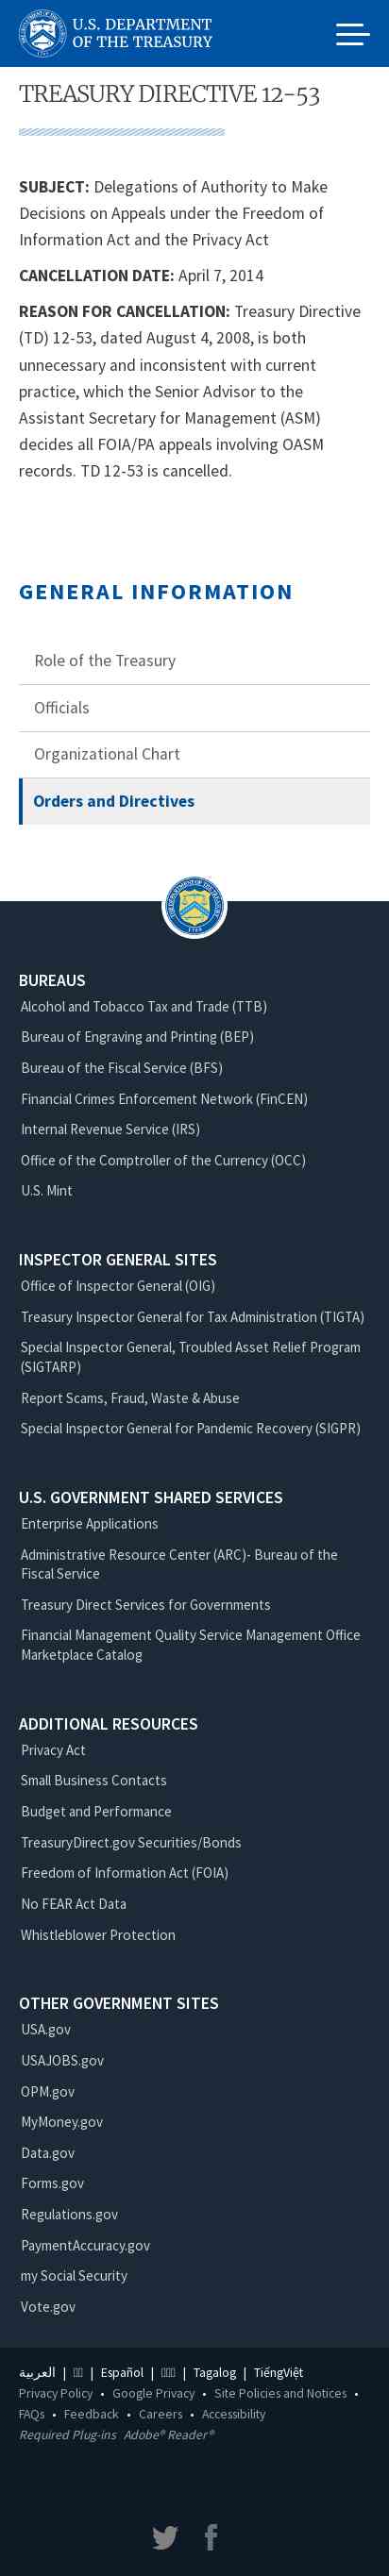 U.S. DEPARTMENT
OF THE TREASURY
TREASURY DIRECTIVE 12-53
SUBJECT: Delegations of Authority to Make
Decisions on Appeals under the Freedom of
Information Act and the Privacy Act
CANCELLATION DATE: April 7, 2014
REASON FOR CANCELLATION: Treasury Directive
(TD) 12-53, dated August 4, 2008, is both
unnecessary and inconsistent with current
practice, which the Senior Advisor to the
Assistant Secretary for Management (ASM)
decides all FOIA/PA appeals involving OASM
records. TD 12-53 is cancelled.
GENERAL INFORMATION
Role of the Treasury
Officials
Organizational Chart
Orders and Directives
BUREAUS
Alcohol and Tobacco Tax and Trade (TTB)
Bureau of Engraving and Printing (BEP)
Bureau of the Fiscal Service (BFS)
Financial Crimes Enforcement Network (FinCEN)
Internal Revenue Service (IRS)
Office of the Comptroller of the Currency (OCC)
U.S. Mint
INSPECTOR GENERAL SITES
Office of Inspector General (OIG)
Treasury Inspector General for Tax Administration (TIGTA)
Special Inspector General, Troubled Asset Relief Program
(SIGTARP)
Report Scams, Fraud, Waste & Abuse
Special Inspector General for Pandemic Recovery (SIGPR)
U.S. GOVERNMENT SHARED SERVICES
Enterprise Applications
Administrative Resource Center (ARC)- Bureau of the
Fiscal Service
Treasury Direct Services for Governments
Financial Management Quality Service Management Office
Marketplace Catalog
ADDITIONAL RESOURCES
Privacy Act
Small Business Contacts
Budget and Performance
TreasuryDirect.gov Securities/Bonds
Freedom of Information Act (FOIA)
No FEAR Act Data
Whistleblower Protection
OTHER GOVERNMENT SITES
USA.gov
USAJOBS.gov
OPM.gov
MyMoney.gov
Data.gov
Forms.gov
Regulations.gov
PaymentAccuracy.gov
my Social Security
Vote.gov
العربية | | Español | | Tagalog | TiếngViệt
Privacy Policy • Google Privacy • Site Policies and Notices •
FAQs • Feedback • Careers • Accessibility
Required Plug-ins Adobe® Reader®